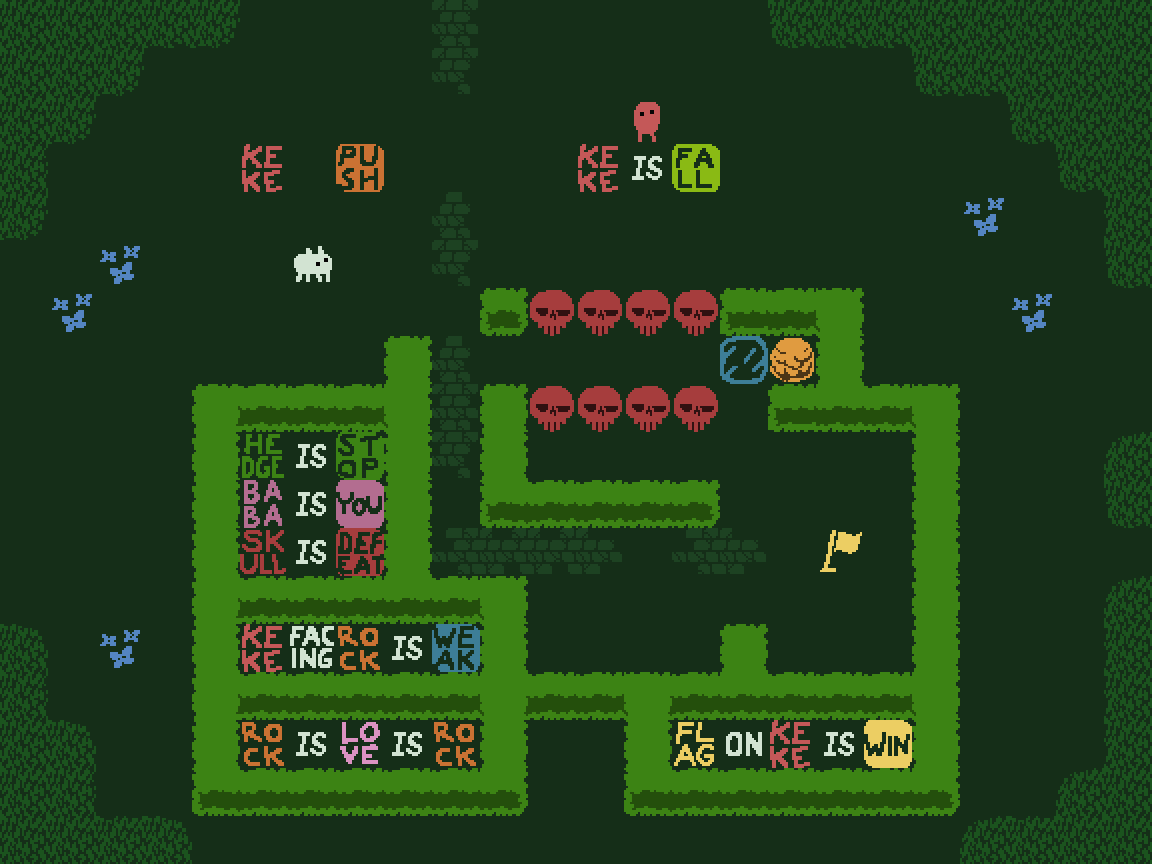 KEKE PUSH KEKE IS FALL
HEDGE IS STOP
BABA IS YOU
SKULL IS DEFEAT
KEKE FACING ROCK IS WEAK
ROCK IS LOVE IS ROCK FLAG ON KEKE IS WIN